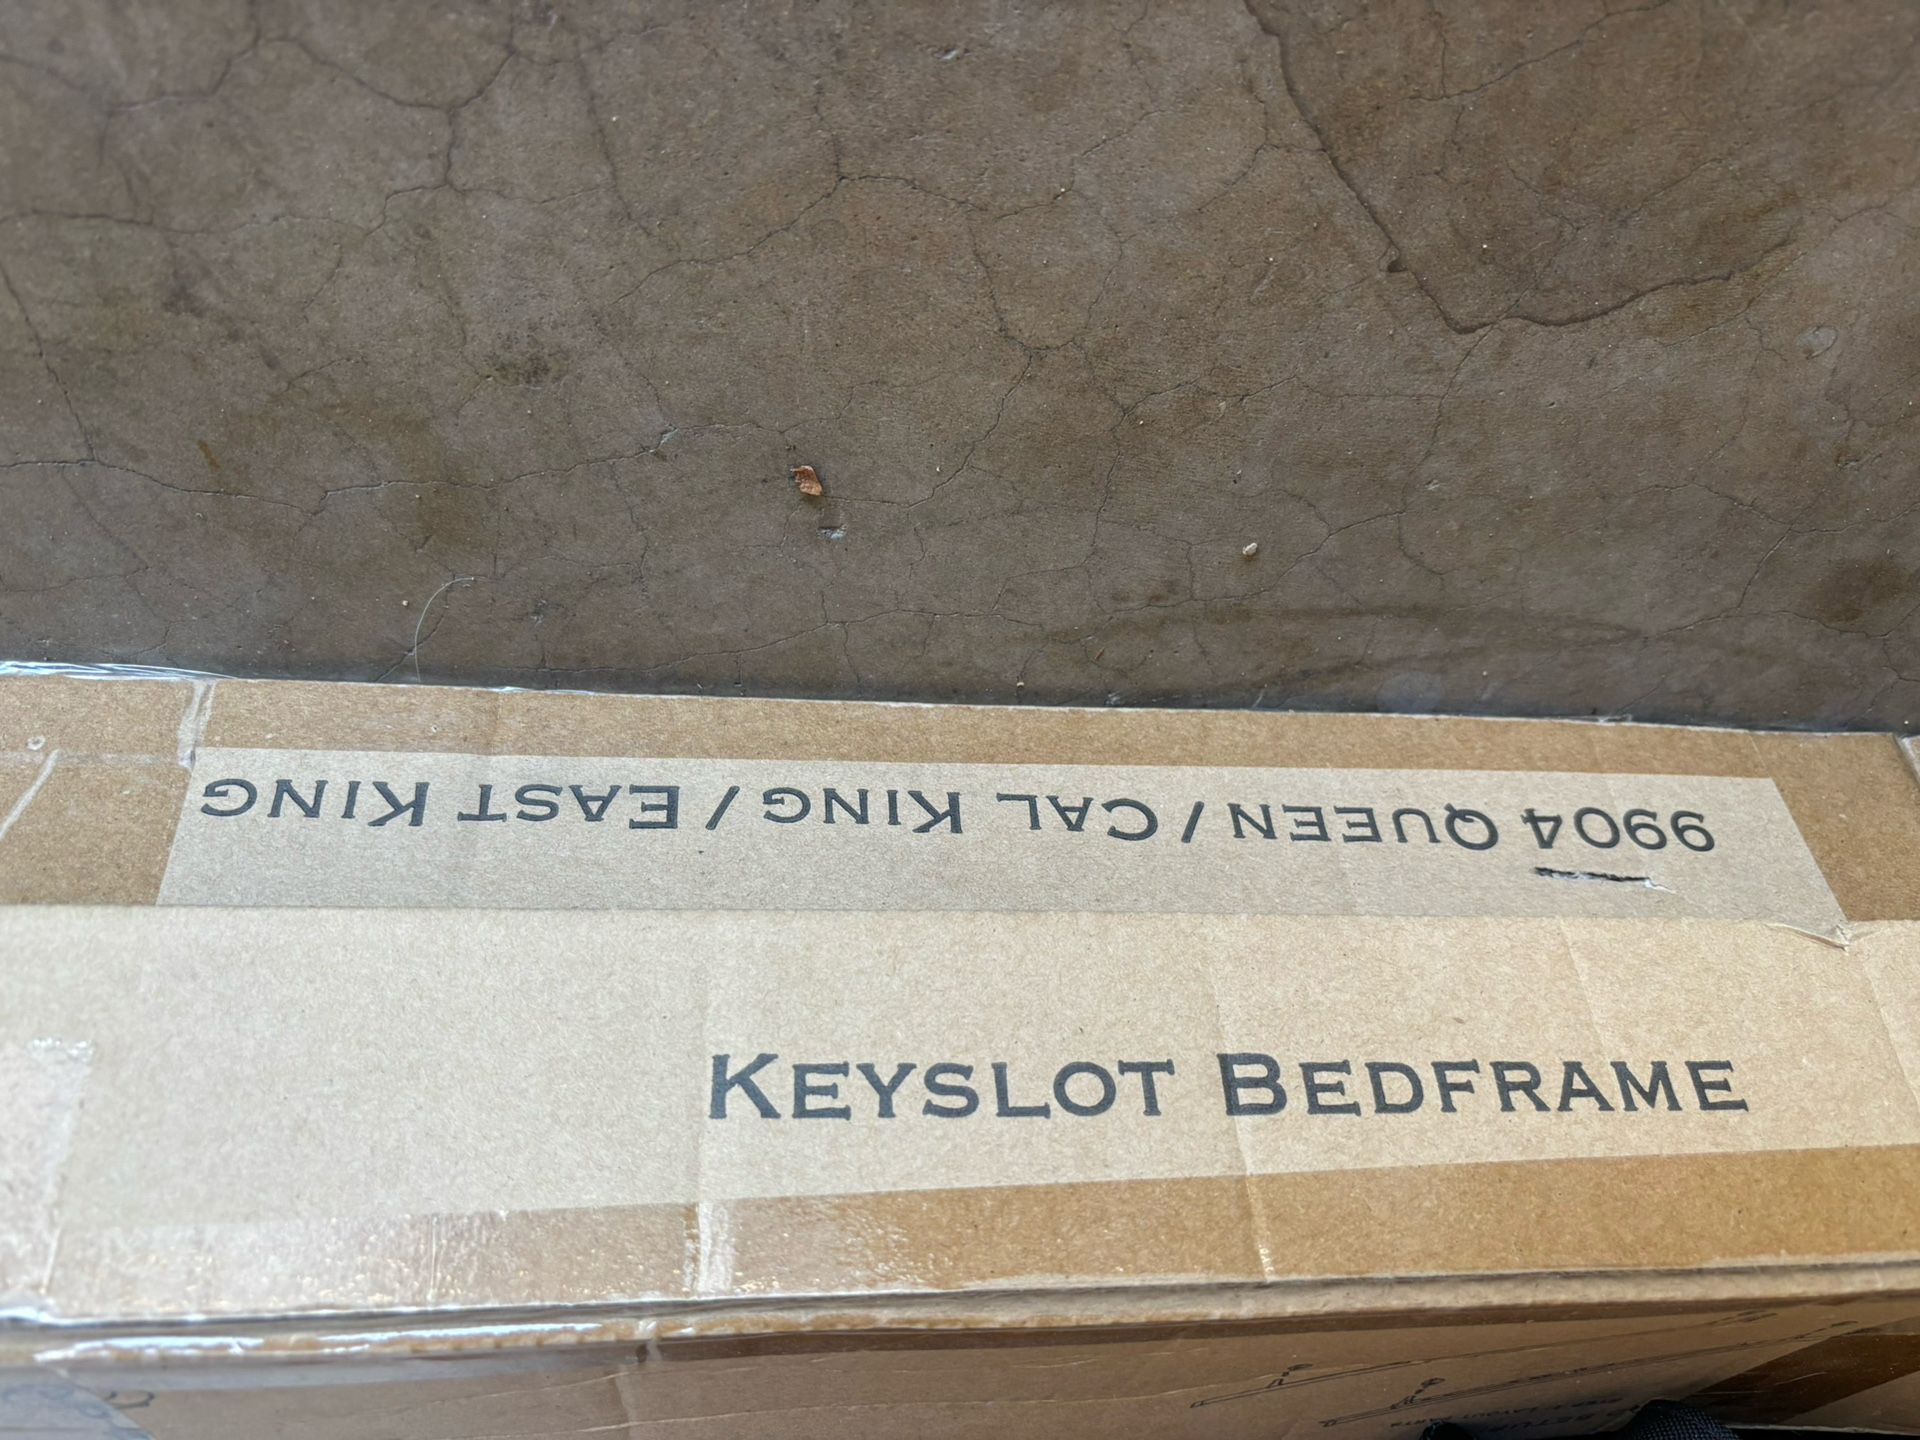 9904 QUEEN / CAL KING / EAST KING
KEYSLOT BEDFRAME